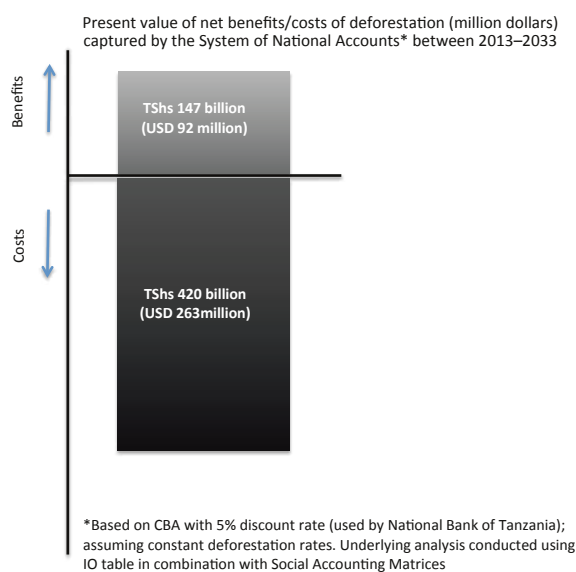 Present value of net benefits/costs of deforestation (million dollars)
captured by the System of National Accounts* between 2013–2033
Benefits
TShs 147 billion
(USD 92 million)
Costs
TShs 420 billion
(USD 263million)
*Based on CBA with 5% discount rate (used by National Bank of Tanzania);
assuming constant deforestation rates. Underlying analysis conducted using
IO table in combination with Social Accounting Matrices